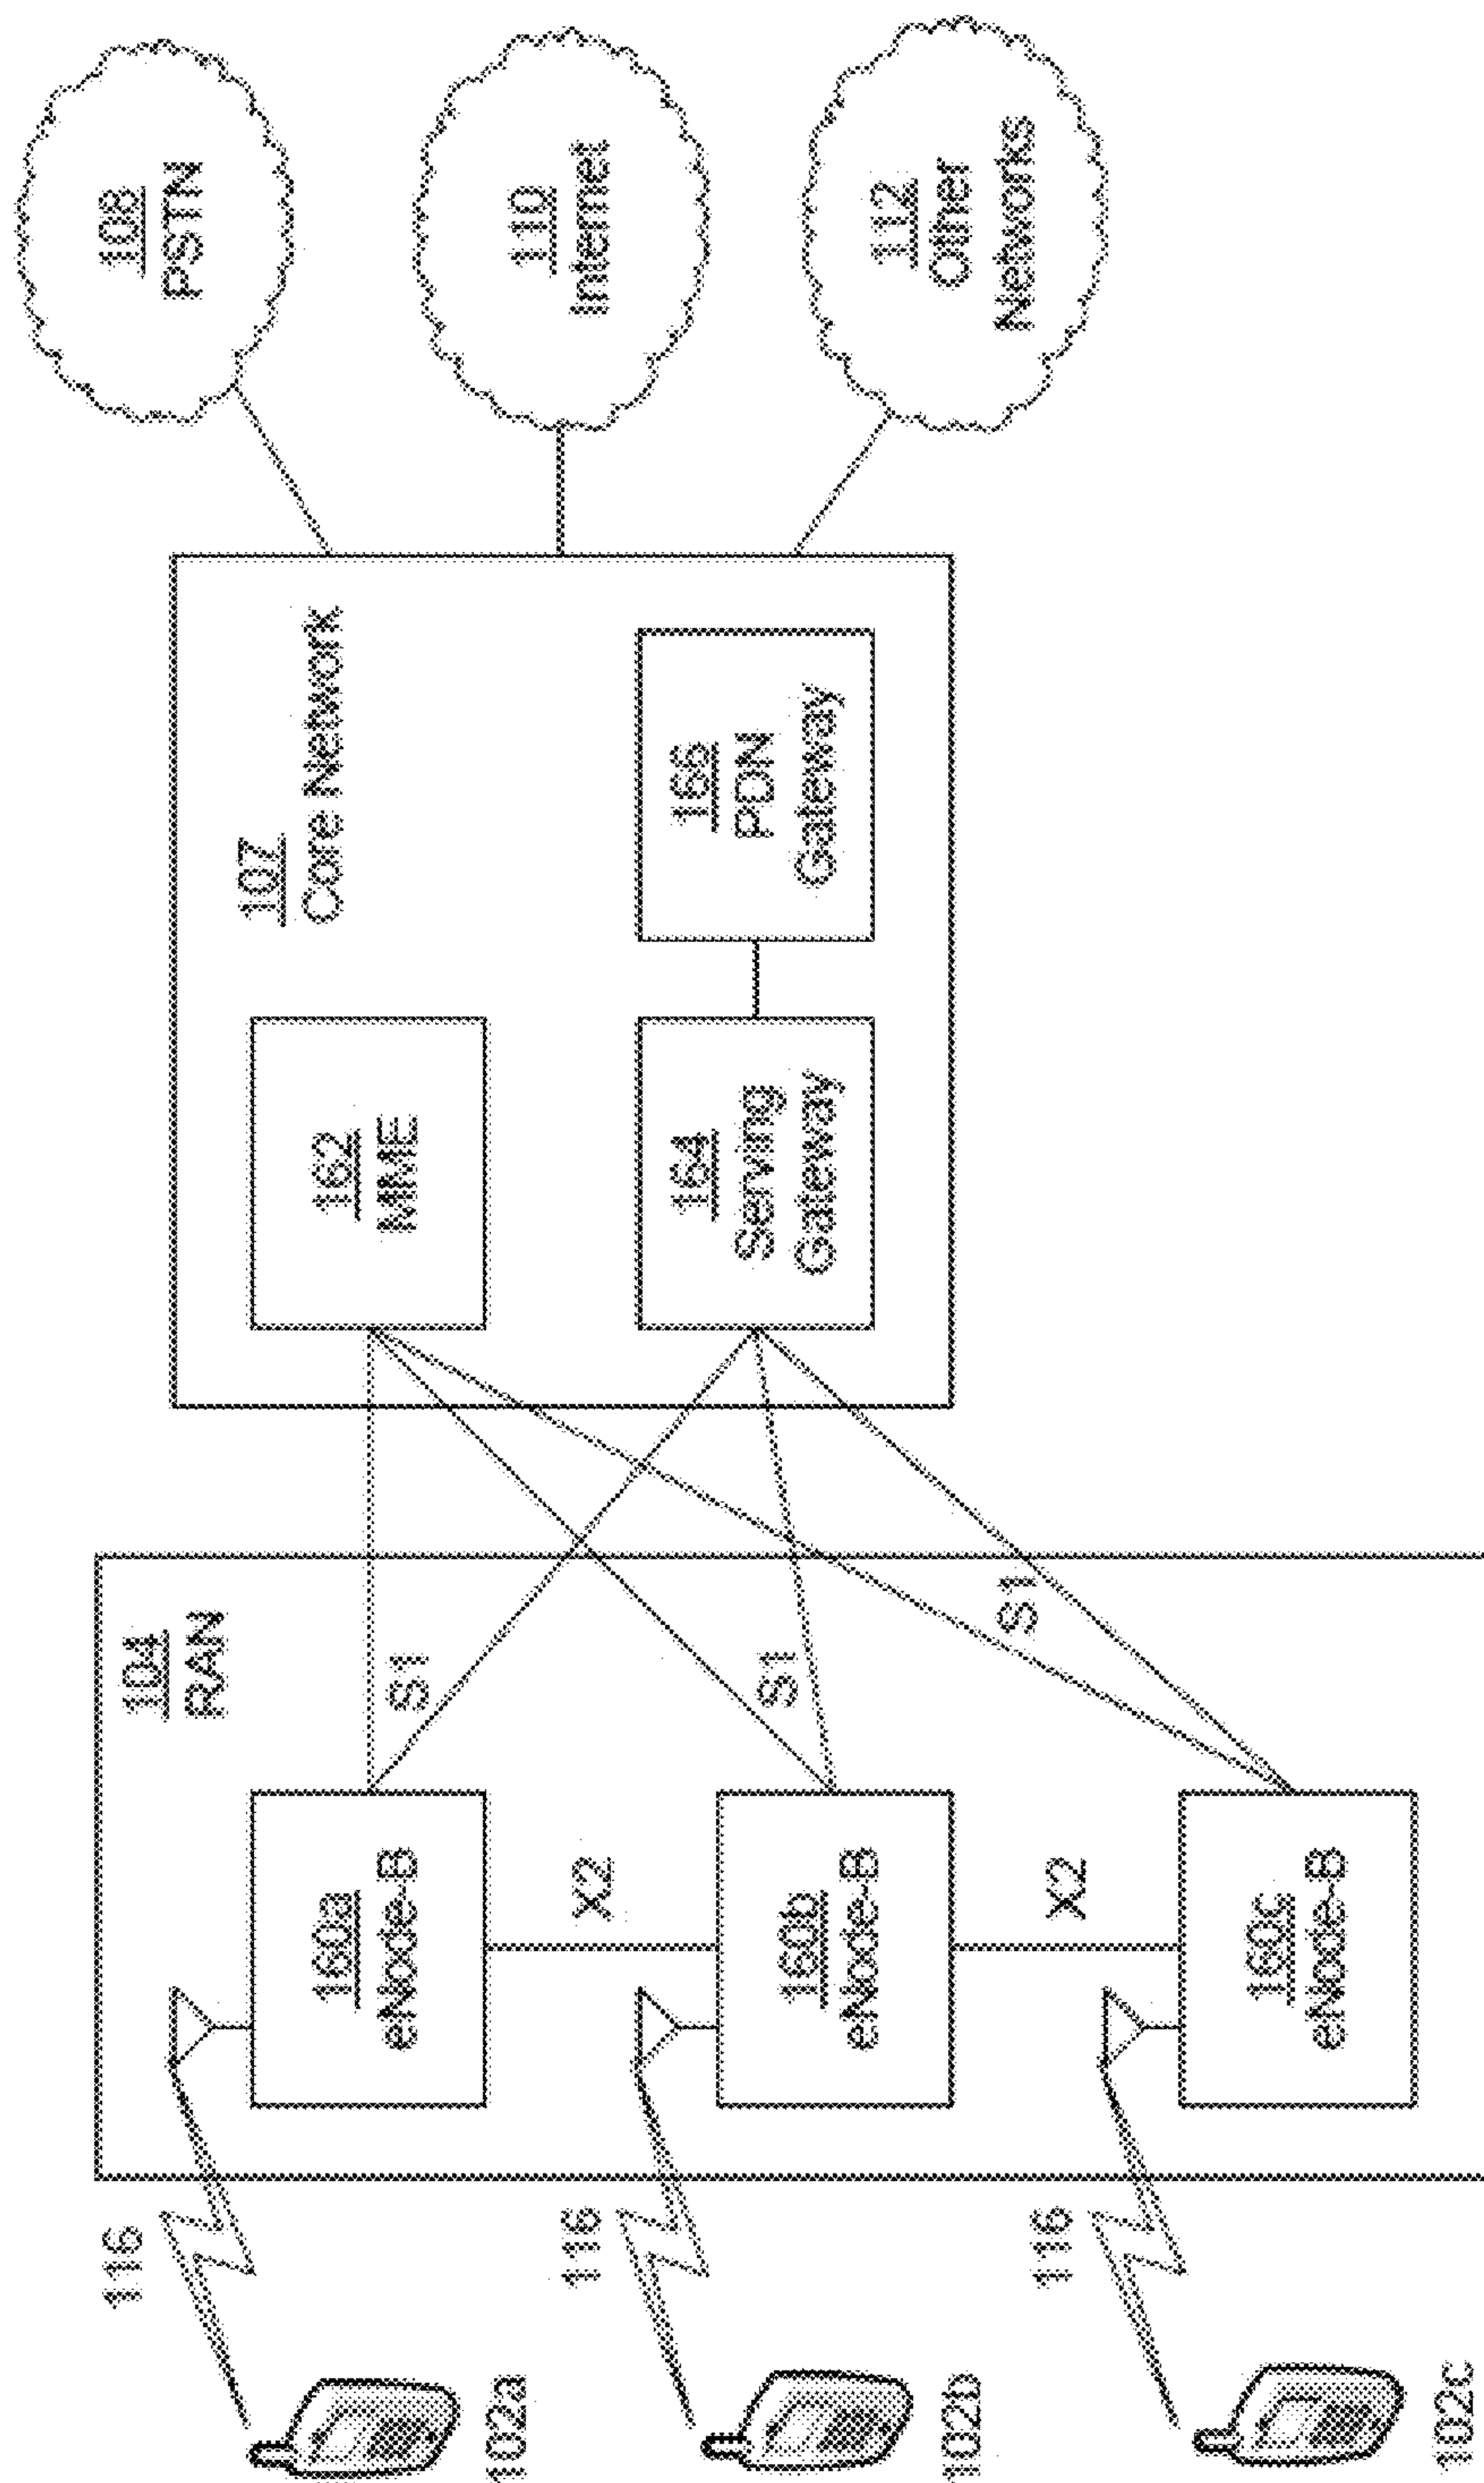 104
RAN
116
160a
eNode-B
S1
102a
X2
116
160b
eNode-B
S1
102b
X2
116
160c
eNode-B
S1
102c
107
Core Network
162
MME
164
Serving
Gateway
166
PDN
Gateway
108
PSTN
110
Internet
112
Other
Networks